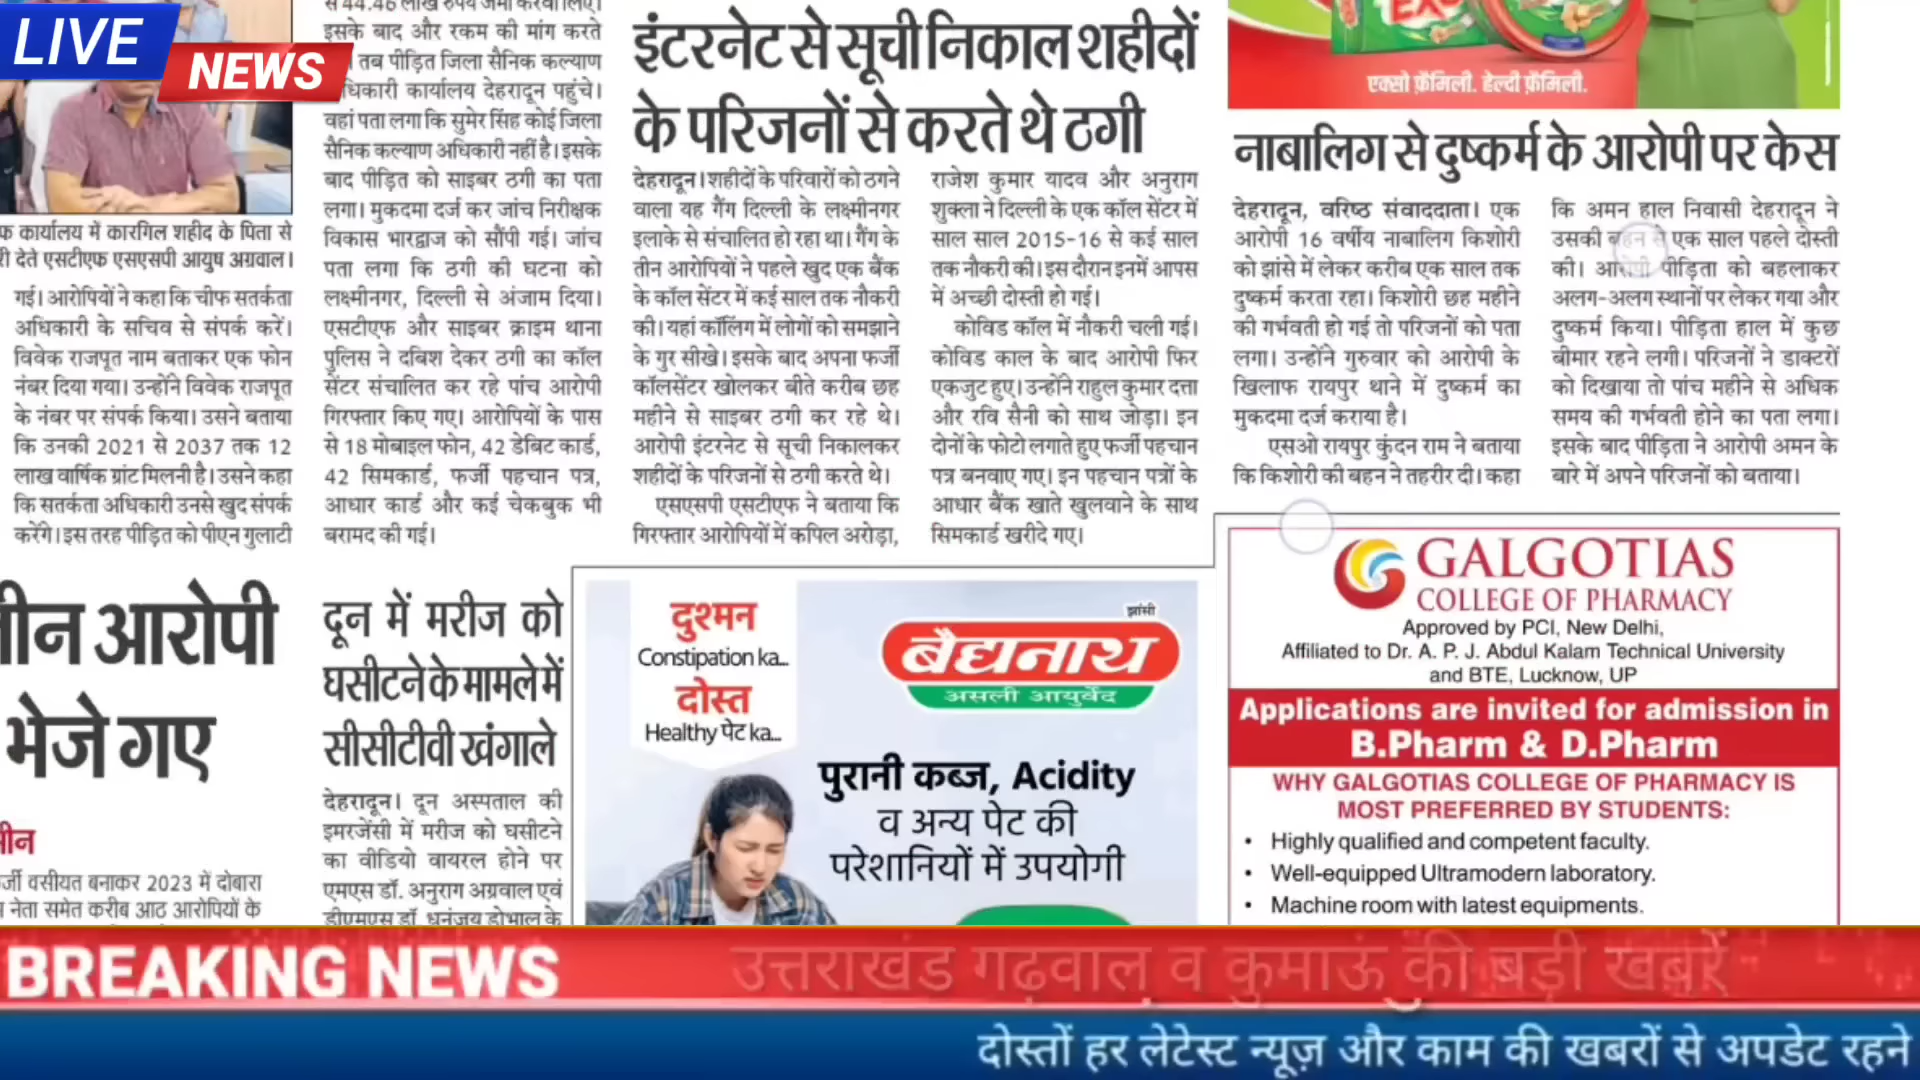 LIVE
NEWS
से 44.46 लाख रुपये जमा करवा लिए।
इसके बाद और रकम की मांग करते
तब पीड़ित जिला सैनिक कल्याण
धिकारी कार्यालय देहरादून पहुंचे।
वहां पता लगा कि सुमेर सिंह कोई जिला
सैनिक कल्याण अधिकारी नहीं है। इसके
बाद पीड़ित को साइबर ठगी का पता
लगा। मुकदमा दर्ज कर जांच निरीक्षक
विकास भारद्वाज को सौंपी गई। जांच
पता लगा कि ठगी की घटना को
लक्ष्मीनगर, दिल्ली से अंजाम दिया।
एसटीएफ और साइबर क्राइम थाना
पुलिस ने दबिश देकर ठगी का कॉल
सेंटर संचालित कर रहे पांच आरोपी
गिरफ्तार किए गए। आरोपियों के पास
से 18 मोबाइल फोन, 42 डेबिट कार्ड,
42 सिमकार्ड, फर्जी पहचान पत्र,
आधार कार्ड और कई चेकबुक भी
बरामद की गई।
फ कार्यालय में कारगिल शहीद के पिता से
री देते एसटीएफ एसएसपी आयुष अग्रवाल।
गई। आरोपियों ने कहा कि चीफ सतर्कता
अधिकारी के सचिव से संपर्क करें।
विवेक राजपूत नाम बताकर एक फोन
नंबर दिया गया। उन्होंने विवेक राजपूत
के नंबर पर संपर्क किया। उसने बताया
कि उनकी 2021 से 2037 तक 12
लाख वार्षिक ग्रांट मिलनी है। उसने कहा
कि सतर्कता अधिकारी उनसे खुद संपर्क
करेंगे। इस तरह पीड़ित को पीएन गुलाटी
इंटरनेट से सूची निकाल शहीदों
के परिजनों से करते थे ठगी
देहरादून। शहीदों के परिवारों को ठगने
वाला यह गैंग दिल्ली के लक्ष्मीनगर
इलाके से संचालित हो रहा था। गैंग के
तीन आरोपियों ने पहले खुद एक बैंक
के कॉल सेंटर में कई साल तक नौकरी
की। यहां कॉलिंग में लोगों को समझाने
के गुर सीखे। इसके बाद अपना फर्जी
कॉलसेंटर खोलकर बीते करीब छह
महीने से साइबर ठगी कर रहे थे।
आरोपी इंटरनेट से सूची निकालकर
शहीदों के परिजनों से ठगी करते थे।
एसएसपी एसटीएफ ने बताया कि
गिरफ्तार आरोपियों में कपिल अरोड़ा,
राजेश कुमार यादव और अनुराग
शुक्ला ने दिल्ली के एक कॉल सेंटर में
साल साल 2015-16 से कई साल
तक नौकरी की। इस दौरान इनमें आपस
में अच्छी दोस्ती हो गई।
कोविड कॉल में नौकरी चली गई।
कोविड काल के बाद आरोपी फिर
एकजुट हुए। उन्होंने राहुल कुमार दत्ता
और रवि सैनी को साथ जोड़ा। इन
दोनों के फोटो लगाते हुए फर्जी पहचान
पत्र बनवाए गए। इन पहचान पत्रों के
आधार बैंक खाते खुलवाने के साथ
सिमकार्ड खरीदे गए।
एक्सो फ़ैमिली. हेल्दी फ़ैमिली.
नाबालिग से दुष्कर्म के आरोपी पर केस
देहरादून, वरिष्ठ संवाददाता। एक
आरोपी 16 वर्षीय नाबालिग किशोरी
को झांसे में लेकर करीब एक साल तक
दुष्कर्म करता रहा। किशोरी छह महीने
की गर्भवती हो गई तो परिजनों को पता
लगा। उन्होंने गुरुवार को आरोपी के
खिलाफ रायपुर थाने में दुष्कर्म का
मुकदमा दर्ज कराया है।
एसओ रायपुर कुंदन राम ने बताया
कि किशोरी की बहन ने तहरीर दी। कहा
कि अमन हाल निवासी देहरादून ने
उसकी बहन से एक साल पहले दोस्ती
की। आरोपी पीड़िता को बहलाकर
अलग-अलग स्थानों पर लेकर गया और
दुष्कर्म किया। पीड़िता हाल में कुछ
बीमार रहने लगी। परिजनों ने डाक्टरों
को दिखाया तो पांच महीने से अधिक
समय की गर्भवती होने का पता लगा।
इसके बाद पीड़िता ने आरोपी अमन के
बारे में अपने परिजनों को बताया।
तीन आरोपी
भेजे गए
मीन
र्जी वसीयत बनाकर 2023 में दोबारा
नेता समेत करीब आठ आरोपियों के
दून में मरीज को
घसीटने के मामले में
सीसीटीवी खंगाले
देहरादून। दून अस्पताल की
इमरजेंसी में मरीज को घसीटने
का वीडियो वायरल होने पर
एमएस डॉ. अनुराग अग्रवाल एवं
डीएमएस डॉ. धनंजय डोभाल के
दुश्मन
Constipation ka...
दोस्त
Healthy पेट ka...
झांसी
बैद्यनाथ
असली आयुर्वेद
पुरानी कब्ज, Acidity
व अन्य पेट की
परेशानियों में उपयोगी
GALGOTIAS
COLLEGE OF PHARMACY
Approved by PCI, New Delhi,
Affiliated to Dr. A. P. J. Abdul Kalam Technical University
and BTE, Lucknow, UP
Applications are invited for admission in
B.Pharm & D.Pharm
WHY GALGOTIAS COLLEGE OF PHARMACY IS
MOST PREFERRED BY STUDENTS:
• Highly qualified and competent faculty.
• Well-equipped Ultramodern laboratory.
• Machine room with latest equipments.
BREAKING NEWS
उत्तराखंड गढ़वाल व कुमाऊं की बड़ी खबरें
दोस्तों हर लेटेस्ट न्यूज़ और काम की खबरों से अपडेट रहने